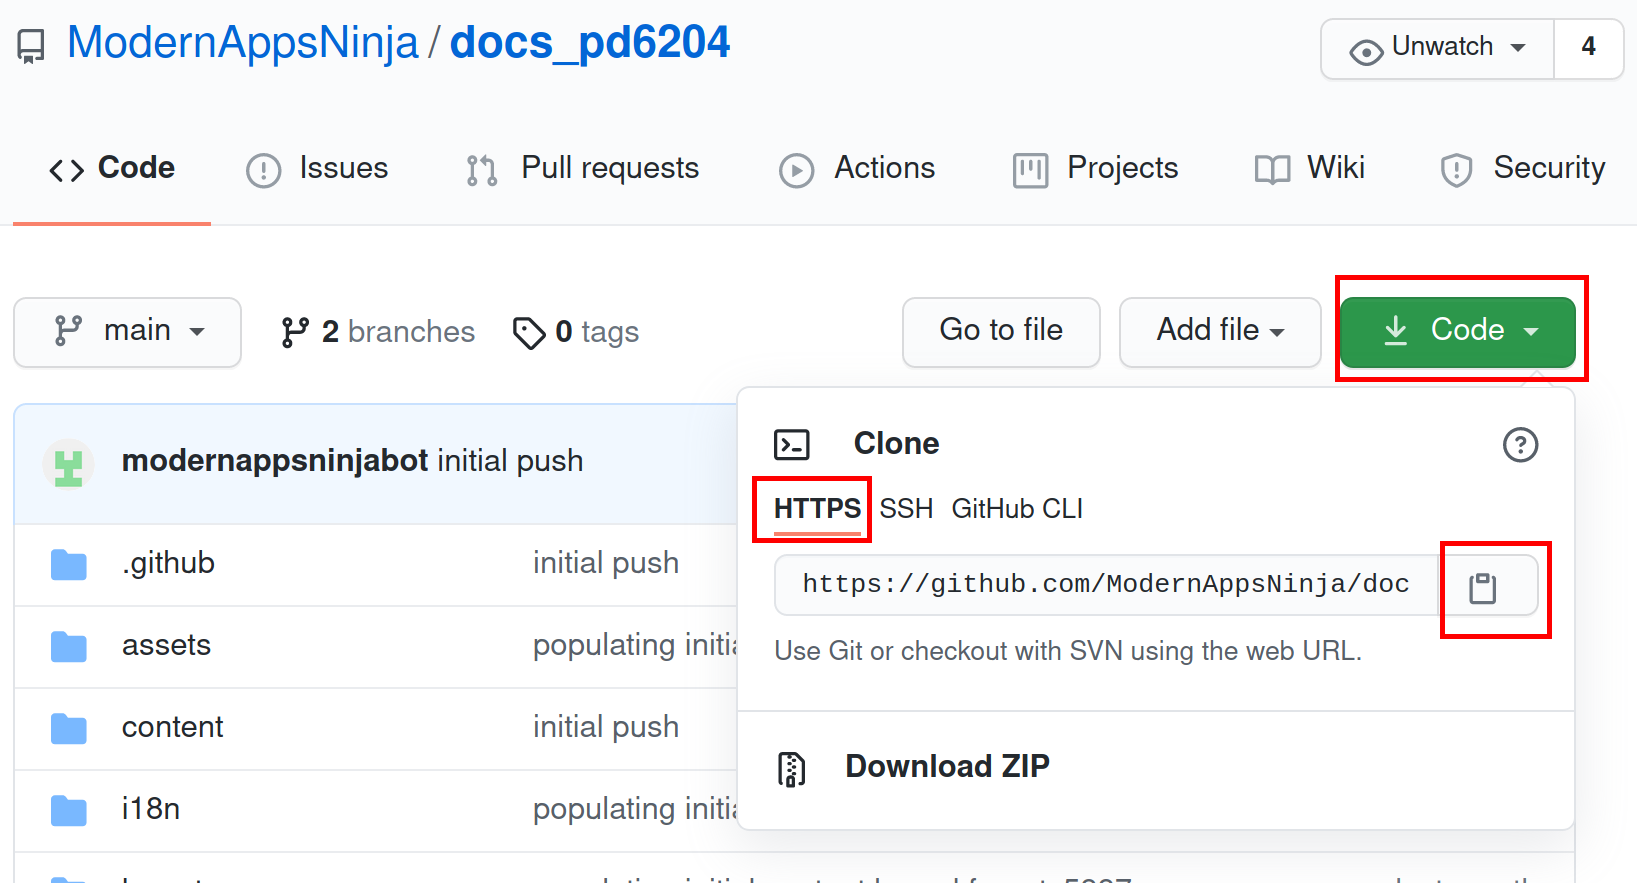 ModernAppsNinja / docs_pd6204
Unwatch 4
Code Issues Pull requests Actions Projects Wiki Security
main 2 branches 0 tags Go to file Add file Code
modernappsninjabot initial push
Clone
HTTPS SSH GitHub CLI
https://github.com/ModernAppsNinja/doc
Use Git or checkout with SVN using the web URL.
Download ZIP
.github initial push
assets populating initi
content initial push
i18n populating initi